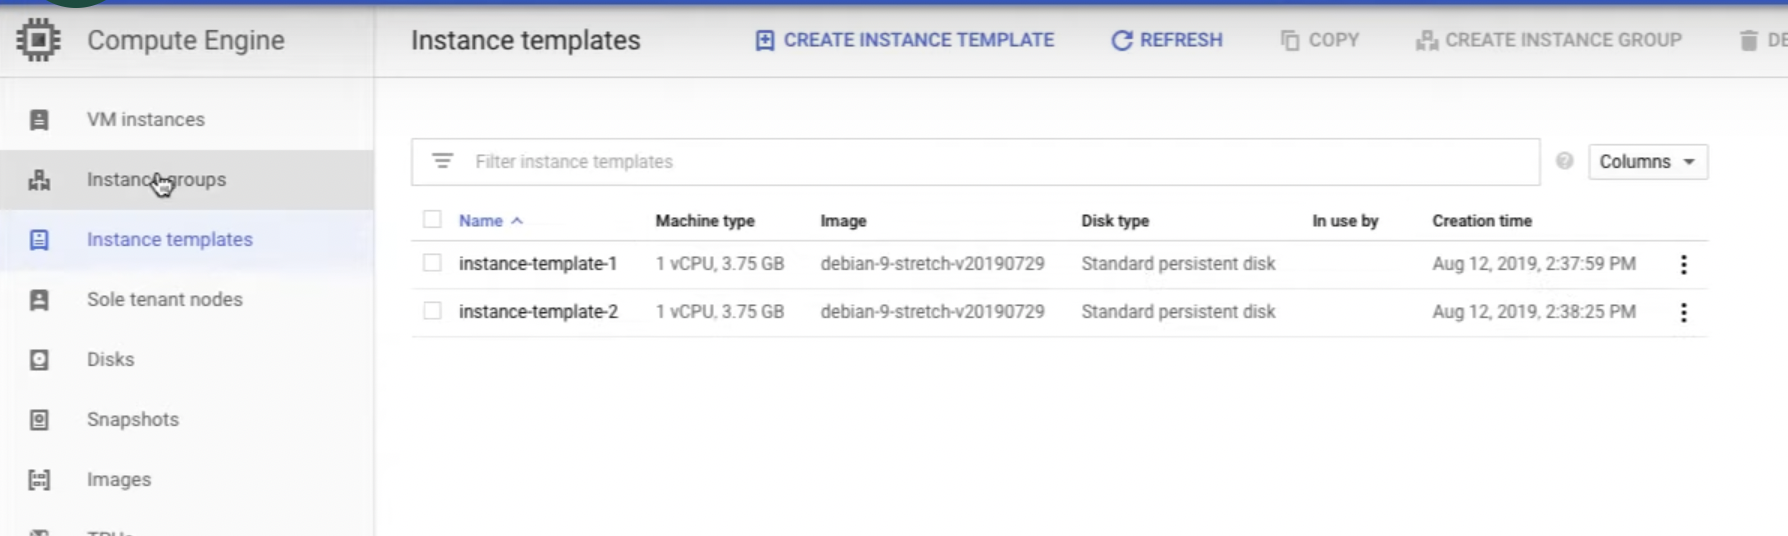 Compute Engine
Instance templates
CREATE INSTANCE TEMPLATE
REFRESH
COPY
CREATE INSTANCE GROUP
VM instances
Instance groups
Instance templates
Sole tenant nodes
Disks
Snapshots
Images
Filter instance templates
Columns
Name Machine type Image Disk type In use by Creation time
instance-template-1 1 vCPU, 3.75 GB debian-9-stretch-v20190729 Standard persistent disk Aug 12, 2019, 2:37:59 PM
instance-template-2 1 vCPU, 3.75 GB debian-9-stretch-v20190729 Standard persistent disk Aug 12, 2019, 2:38:25 PM